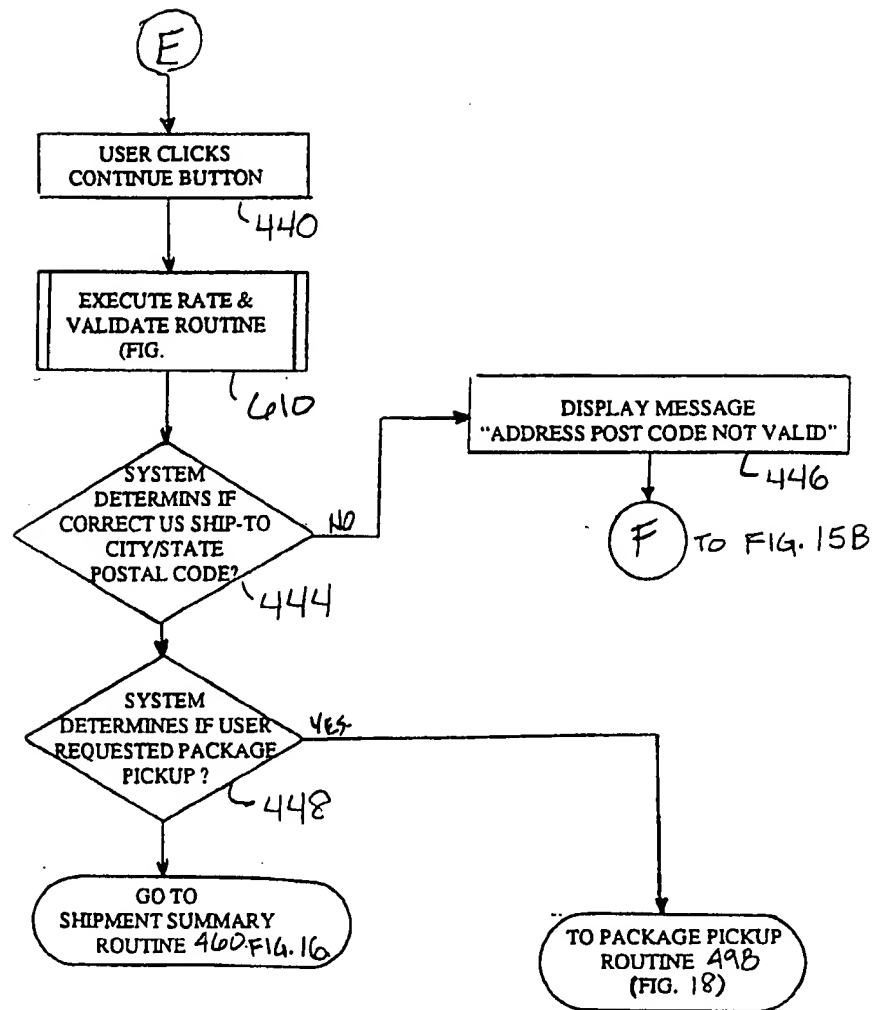 E
USER CLICKS
CONTINUE BUTTON
440
EXECUTE RATE &
VALIDATE ROUTINE
(FIG.
610
SYSTEM
DETERMINS IF
CORRECT US SHIP-TO
CITY/STATE
POSTAL CODE?
444
NO
DISPLAY MESSAGE
"ADDRESS POST CODE NOT VALID"
446
F TO FIG. 15B
SYSTEM
DETERMINES IF USER
REQUESTED PACKAGE
PICKUP ?
448
YES
GO TO
SHIPMENT SUMMARY
ROUTINE 460 FIG. 16
TO PACKAGE PICKUP
ROUTINE 498
(FIG. 18)